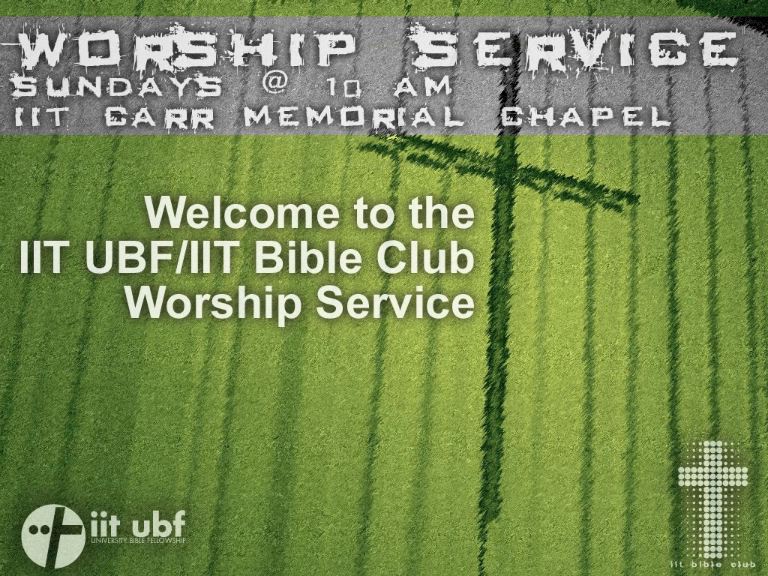 WORSHIP SERVICE
SUNDAYS @ 10 AM
IIT CARR MEMORIAL CHAPEL
Welcome to the
IIT UBF/IIT Bible Club
Worship Service
iit ubf
UNIVERSITY BIBLE FELLOWSHIP
iit bible club